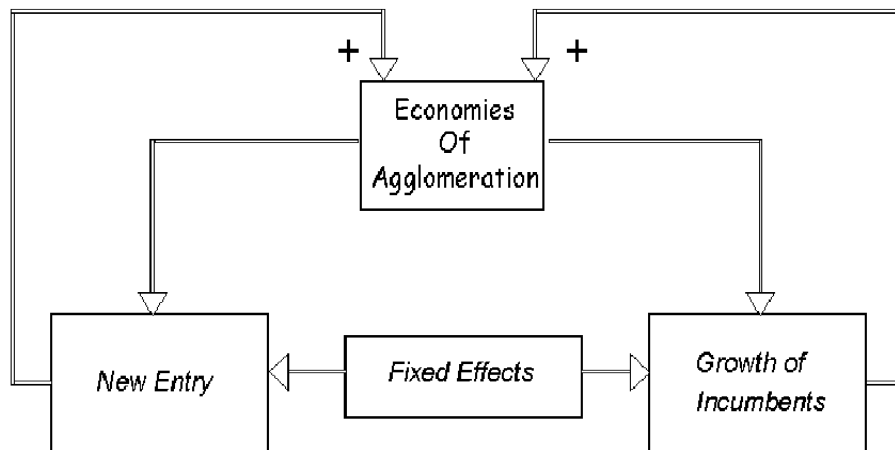 +
+
Economies
Of
Agglomeration
New Entry
Fixed Effects
Growth of
Incumbents